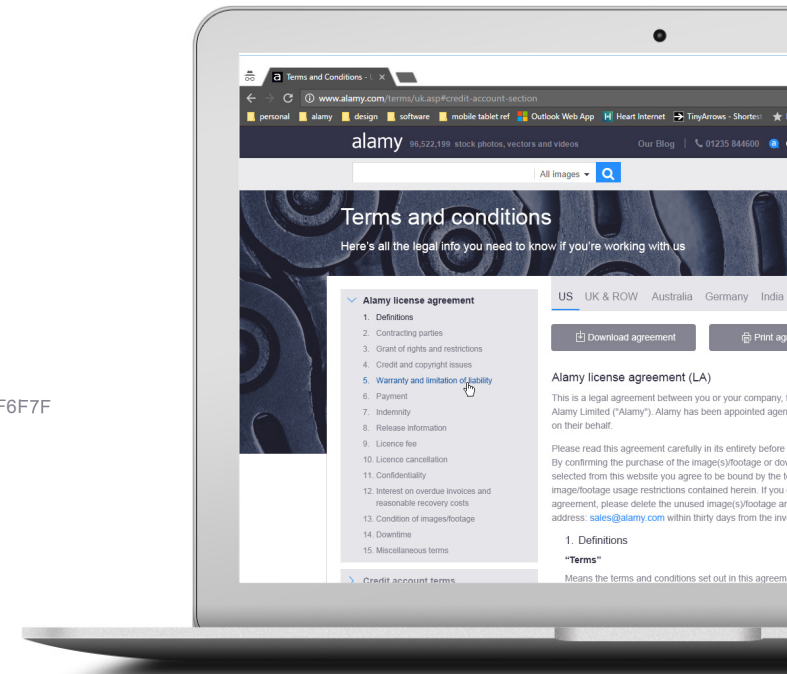 Terms and Conditions - L
www.alamy.com/terms/uk.asp#credit-account-section
personal alamy design software mobile tablet ref Outlook Web App Heart Internet TinyArrows - Shortest
alamy 96,522,199 stock photos, vectors and videos Our Blog 01235 844600
All images
Terms and conditions
Here's all the legal info you need to know if you're working with us
Alamy license agreement
1. Definitions
2. Contracting parties
3. Grant of rights and restrictions
4. Credit and copyright issues
5. Warranty and limitation of liability
6. Payment
7. Indemnity
8. Release information
9. Licence fee
10. Licence cancellation
11. Confidentiality
12. Interest on overdue invoices and
reasonable recovery costs
13. Condition of images/footage
14. Downtime
15. Miscellaneous terms
Credit account terms
US UK & ROW Australia Germany India
Download agreement Print ag
Alamy license agreement (LA)
This is a legal agreement between you or your company,
Alamy Limited ("Alamy"). Alamy has been appointed agen
on their behalf.
Please read this agreement carefully in its entirety before
By confirming the purchase of the image(s)/footage or dov
selected from this website you agree to be bound by the t
image/footage usage restrictions contained herein. If you
agreement, please delete the unused image(s)/footage an
address: sales@alamy.com within thirty days from the inv
1. Definitions
“Terms”
Means the terms and conditions set out in this agreem
F6F7F